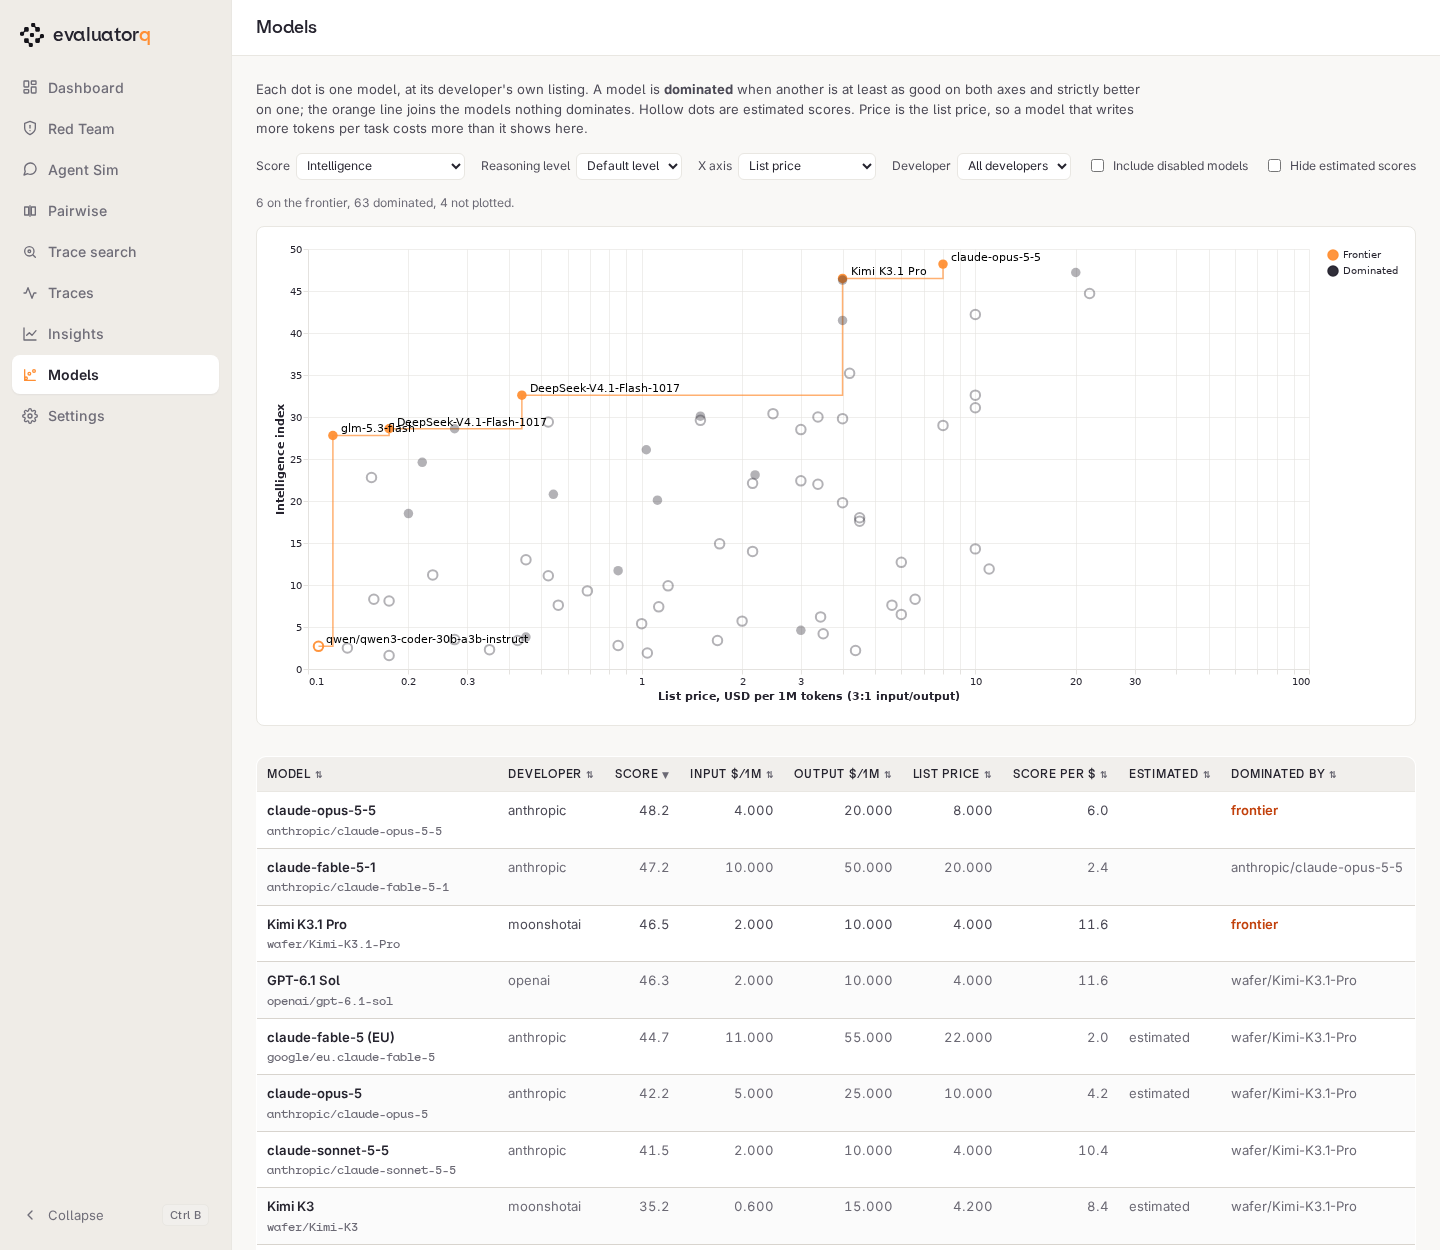 evaluatorq
Dashboard
Red Team
Agent Sim
Pairwise
Trace search
Traces
Insights
Models
Settings
Collapse Ctrl B
Models
Each dot is one model, at its developer's own listing. A model is dominated when another is at least as good on both axes and strictly better
on one; the orange line joins the models nothing dominates. Hollow dots are estimated scores. Price is the list price, so a model that writes
more tokens per task costs more than it shows here.
Score Intelligence Reasoning level Default level X axis List price Developer All developers Include disabled models Hide estimated scores
6 on the frontier, 63 dominated, 4 not plotted.
Intelligence index
50
45
40
35
30
25
20
15
10
5
0
claude-opus-5-5
Kimi K3.1 Pro
DeepSeek-V4.1-Flash-1017
DeepSeek-V4.1-Flash-1017
glm-5.3-flash
qwen/qwen3-coder-30b-a3b-instruct
Frontier
Dominated
0.1 0.2 0.3 1 2 3 10 20 30 100
List price, USD per 1M tokens (3:1 input/output)
MODEL DEVELOPER SCORE INPUT $/1M OUTPUT $/1M LIST PRICE SCORE PER $ ESTIMATED DOMINATED BY
claude-opus-5-5 anthropic 48.2 4.000 20.000 8.000 6.0 frontier
anthropic/claude-opus-5-5
claude-fable-5-1 anthropic 47.2 10.000 50.000 20.000 2.4 anthropic/claude-opus-5-5
anthropic/claude-fable-5-1
Kimi K3.1 Pro moonshotai 46.5 2.000 10.000 4.000 11.6 frontier
wafer/Kimi-K3.1-Pro
GPT-6.1 Sol openai 46.3 2.000 10.000 4.000 11.6 wafer/Kimi-K3.1-Pro
openai/gpt-6.1-sol
claude-fable-5 (EU) anthropic 44.7 11.000 55.000 22.000 2.0 estimated wafer/Kimi-K3.1-Pro
google/eu.claude-fable-5
claude-opus-5 anthropic 42.2 5.000 25.000 10.000 4.2 estimated wafer/Kimi-K3.1-Pro
anthropic/claude-opus-5
claude-sonnet-5-5 anthropic 41.5 2.000 10.000 4.000 10.4 wafer/Kimi-K3.1-Pro
anthropic/claude-sonnet-5-5
Kimi K3 moonshotai 35.2 0.600 15.000 4.200 8.4 estimated wafer/Kimi-K3.1-Pro
wafer/Kimi-K3